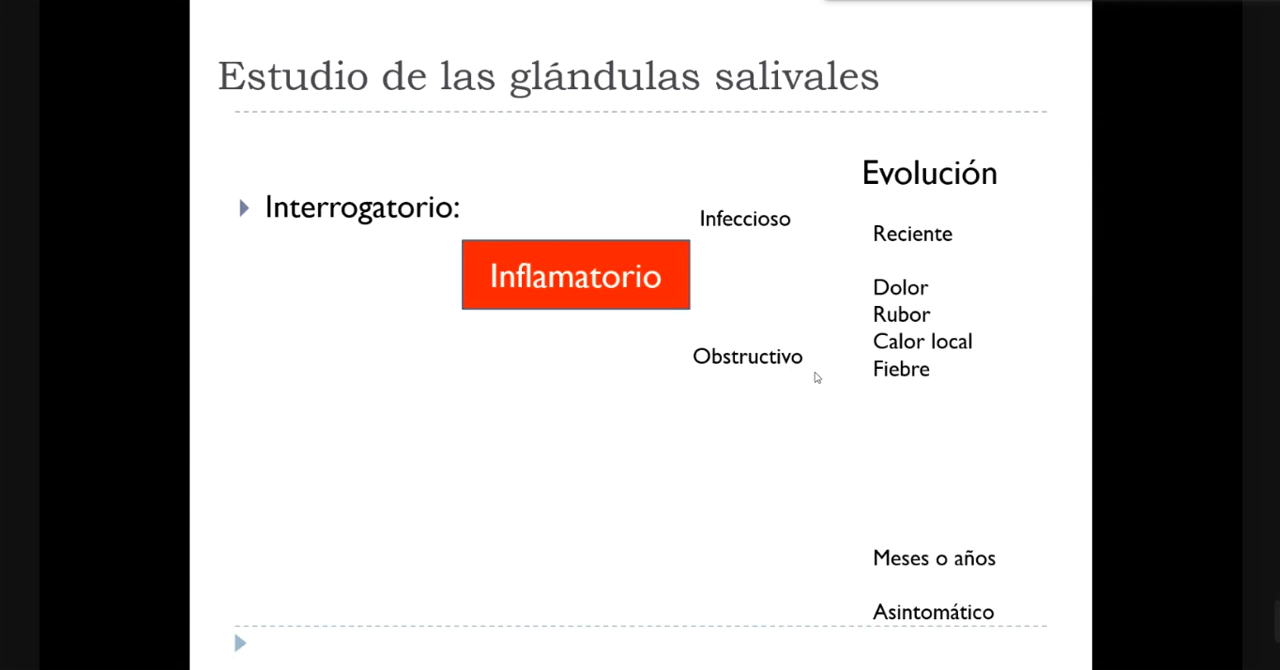 Estudio de las glándulas salivales
Interrogatorio:
Inflamatorio
Infeccioso
Obstructivo
Evolución
Reciente
Dolor
Rubor
Calor local
Fiebre
Meses o años
Asintomático